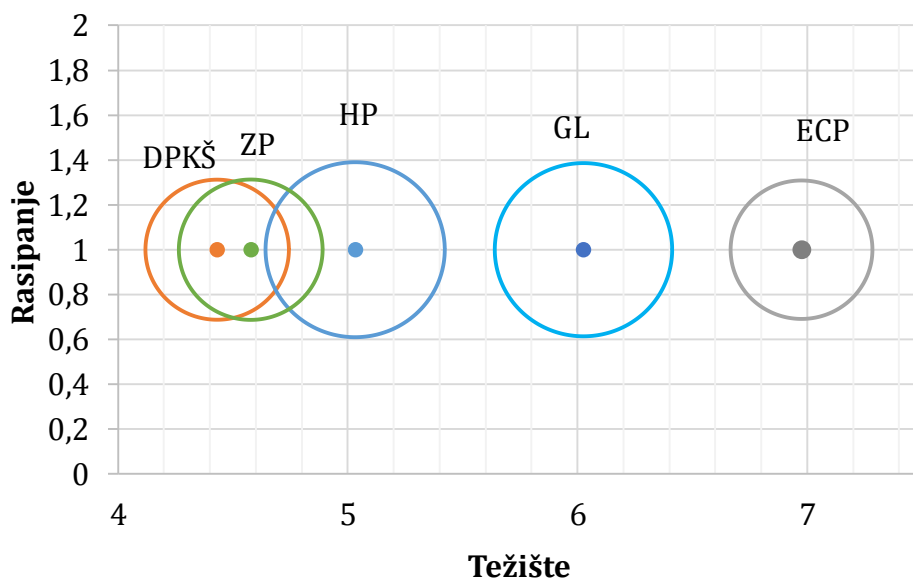 2
1,8
1,6
1,4
1,2
1
0,8
0,6
0,4
0,2
0
Rasipanje
DPKŠ
ZP
HP
GL
ECP
4
5
6
7
Težište